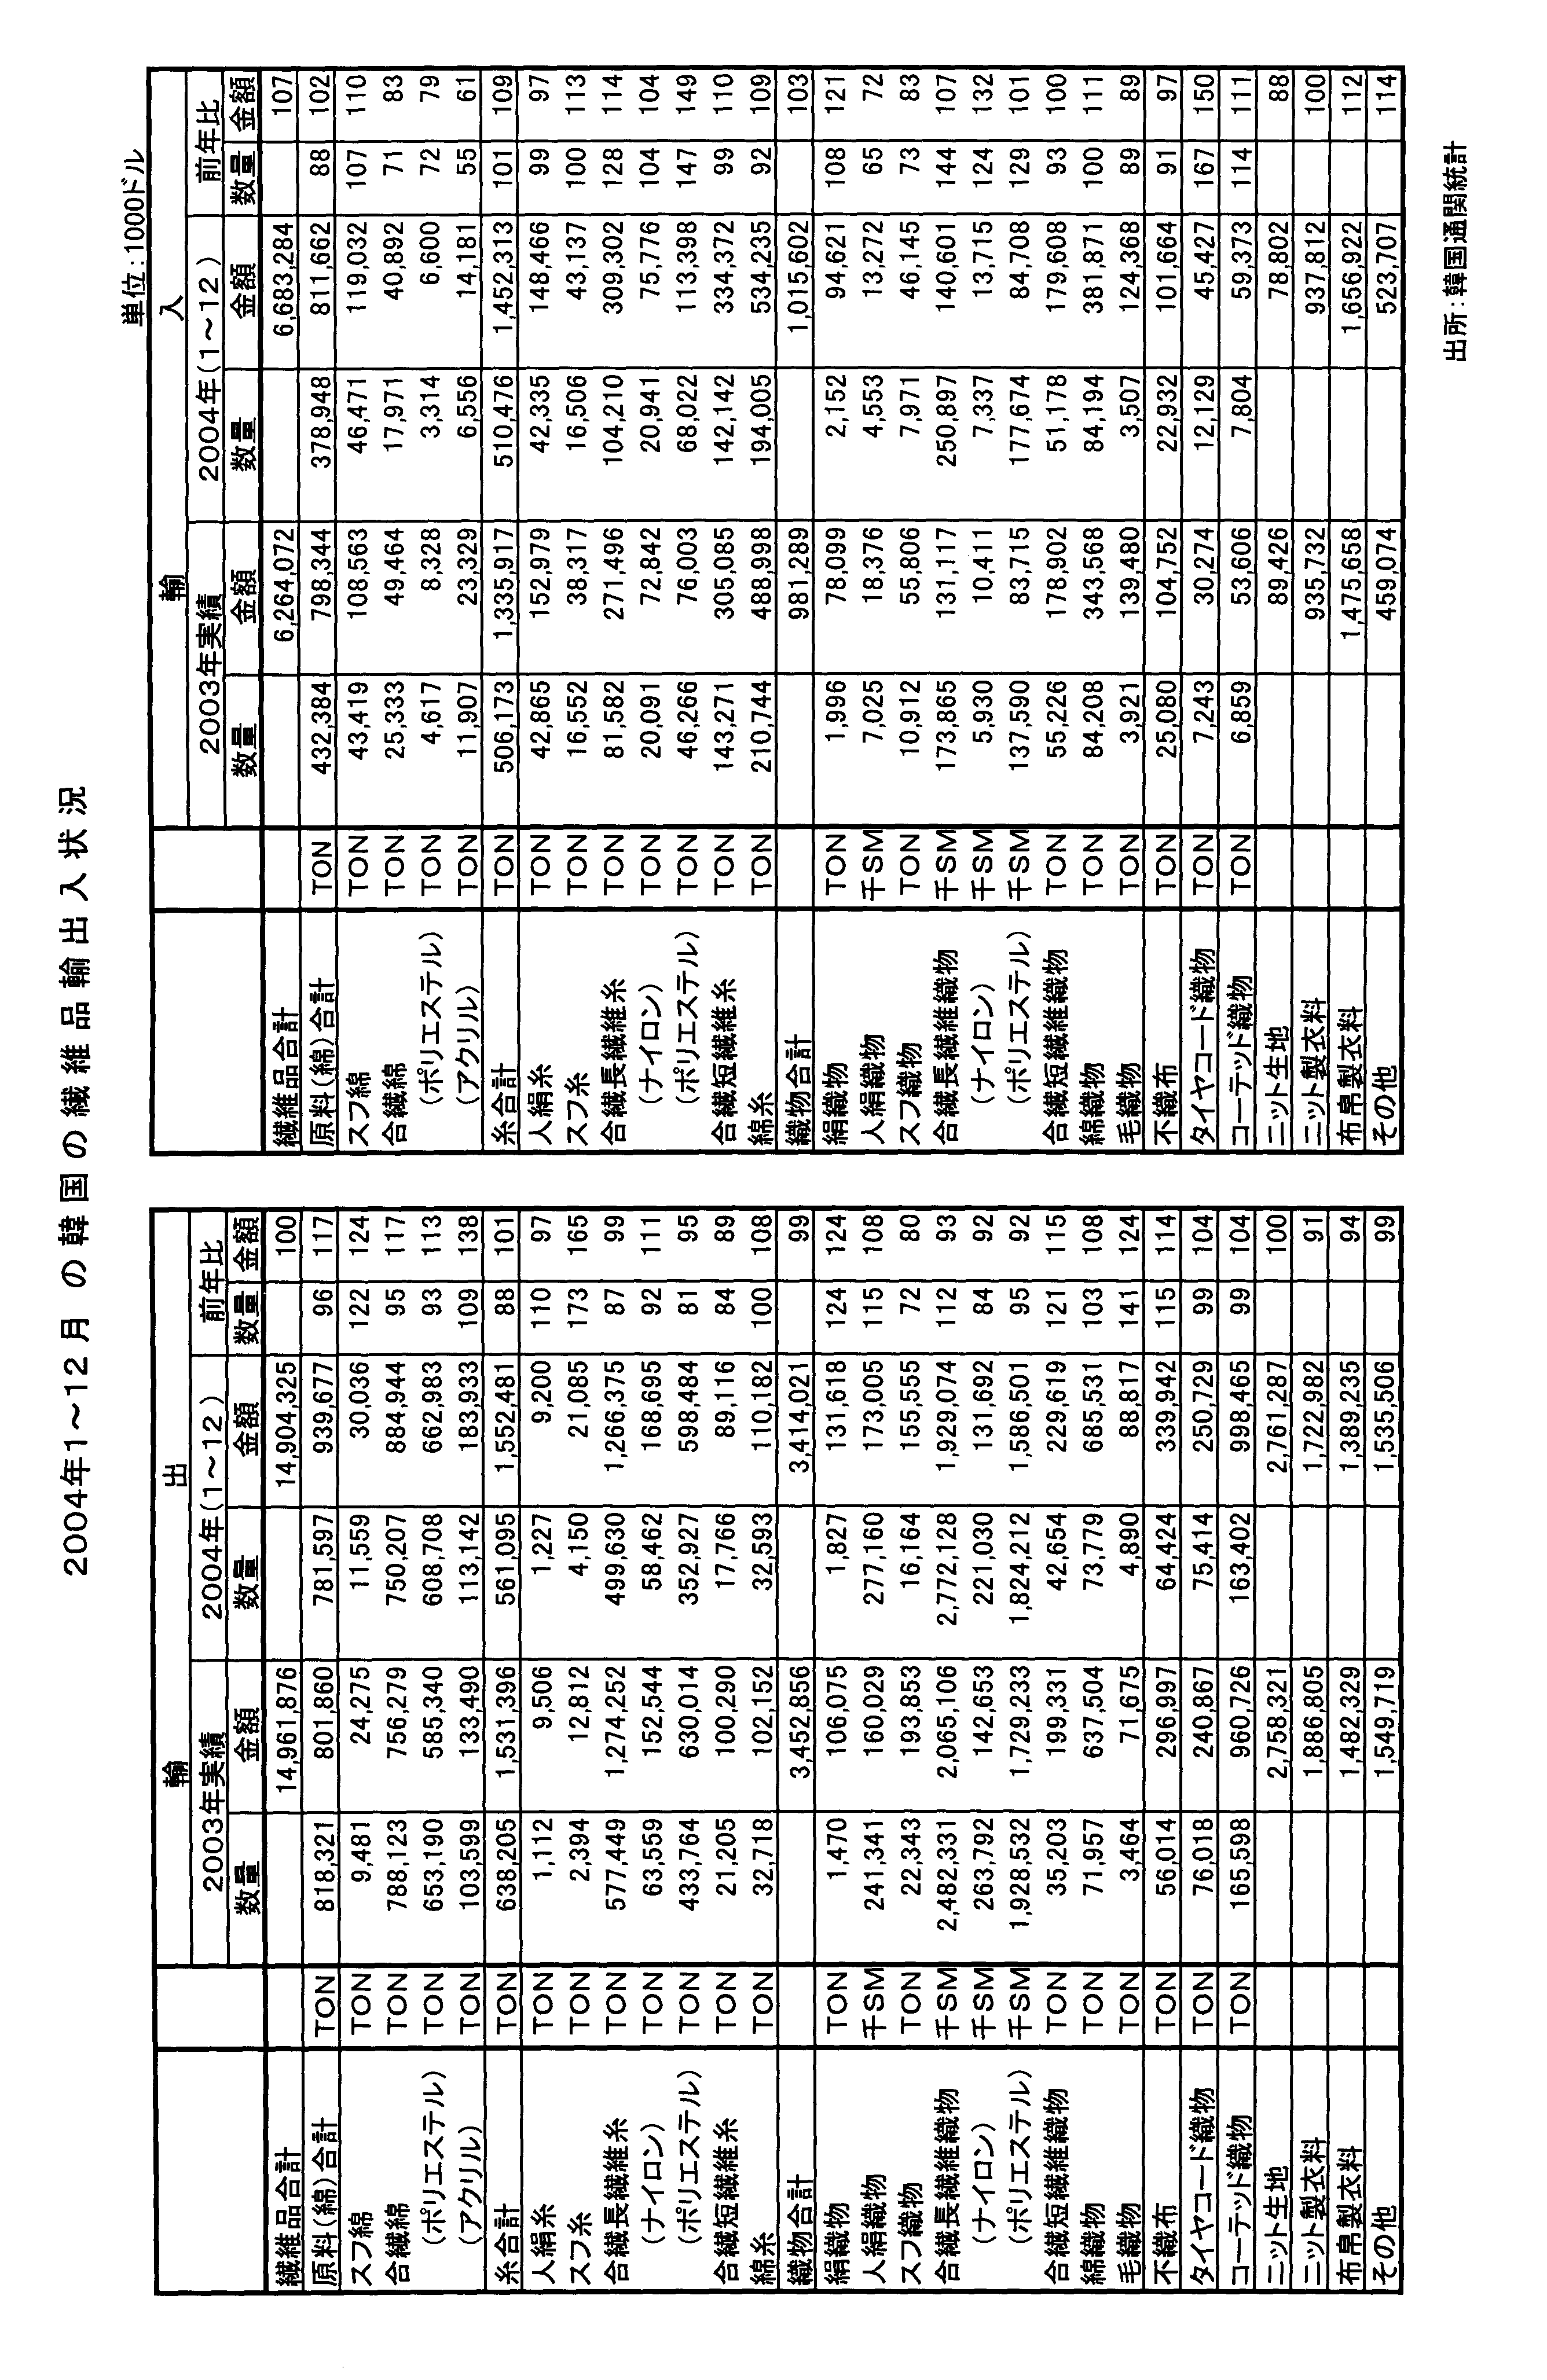 2004年1～12月 の韓国の繊維品輸出入状況
単位:1000ドル
輸 出
2003年実績 2004年(1～12) 前年比
数量 金額 数量 金額 数量 金額
繊維品合計 14,961,876 14,904,325 100
原料(綿)合計 TON 818,321 801,860 781,597 939,677 96 117
スフ綿 TON 9,481 24,275 11,559 30,036 122 124
合繊綿 TON 788,123 756,279 750,207 884,944 95 117
(ポリエステル) TON 653,190 585,340 608,708 662,983 93 113
(アクリル) TON 103,599 133,490 113,142 183,933 109 138
糸合計 TON 638,205 1,531,396 561,095 1,552,481 88 101
人絹糸 TON 1,112 9,506 1,227 9,200 110 97
スフ糸 TON 2,394 12,812 4,150 21,085 173 165
合繊長繊維糸 TON 577,449 1,274,252 499,630 1,266,375 87 99
(ナイロン) TON 63,559 152,544 58,462 168,695 92 111
(ポリエステル) TON 433,764 630,014 352,927 598,484 81 95
合繊短繊維糸 TON 21,205 100,290 17,766 89,116 84 89
綿糸 TON 32,718 102,152 32,593 110,182 100 108
織物合計 3,452,856 3,414,021 99
絹織物 TON 1,470 106,075 1,827 131,618 124 124
人絹織物 千SM 241,341 160,029 277,160 173,005 115 108
スフ織物 TON 22,343 193,853 16,164 155,555 72 80
合繊長繊維織物 千SM 2,482,331 2,065,106 2,772,128 1,929,074 112 93
(ナイロン) 千SM 263,792 142,653 221,030 131,692 84 92
(ポリエステル) 千SM 1,928,532 1,729,233 1,824,212 1,586,501 95 92
合繊短繊維織物 TON 35,203 199,331 42,654 229,619 121 115
綿織物 TON 71,957 637,504 73,779 685,531 103 108
毛織物 TON 3,464 71,675 4,890 88,817 141 124
不織布 TON 56,014 296,997 64,424 339,942 115 114
タイヤコード織物 TON 76,018 240,867 75,414 250,729 99 104
コーテッド織物 TON 165,598 960,726 163,402 998,465 99 104
ニット生地 2,758,321 2,761,287 100
ニット製衣料 1,886,805 1,722,982 91
布帛製衣料 1,482,329 1,389,235 94
その他 1,549,719 1,535,506 99
輸 入
2003年実績 2004年(1～12) 前年比
数量 金額 数量 金額 数量 金額
繊維品合計 6,264,072 6,683,284 107
原料(綿)合計 TON 432,384 798,344 378,948 811,662 88 102
スフ綿 TON 43,419 108,563 46,471 119,032 107 110
合繊綿 TON 25,333 49,464 17,971 40,892 71 83
(ポリエステル) TON 4,617 8,328 3,314 6,600 72 79
(アクリル) TON 11,907 23,329 6,556 14,181 55 61
糸合計 TON 506,173 1,335,917 510,476 1,452,313 101 109
人絹糸 TON 42,865 152,979 42,335 148,466 99 97
スフ糸 TON 16,552 38,317 16,506 43,137 100 113
合繊長繊維糸 TON 81,582 271,496 104,210 309,302 128 114
(ナイロン) TON 20,091 72,842 20,941 75,776 104 104
(ポリエステル) TON 46,266 76,003 68,022 113,398 147 149
合繊短繊維糸 TON 143,271 305,085 142,142 334,372 99 110
綿糸 TON 210,744 488,998 194,005 534,235 92 109
織物合計 981,289 1,015,602 103
絹織物 TON 1,996 78,099 2,152 94,621 108 121
人絹織物 千SM 7,025 18,376 4,553 13,272 65 72
スフ織物 TON 10,912 55,806 7,971 46,145 73 83
合繊長繊維織物 千SM 173,865 131,117 250,897 140,601 144 107
(ナイロン) 千SM 5,930 10,411 7,337 13,715 124 132
(ポリエステル) 千SM 137,590 83,715 177,674 84,708 129 101
合繊短繊維織物 TON 55,226 178,902 51,178 179,608 93 100
綿織物 TON 84,208 343,568 84,194 381,871 100 111
毛織物 TON 3,921 139,480 3,507 124,368 89 89
不織布 TON 25,080 104,752 22,932 101,664 91 97
タイヤコード織物 TON 7,243 30,274 12,129 45,427 167 150
コーテッド織物 TON 6,859 53,606 7,804 59,373 114 111
ニット生地 89,426 78,802 88
ニット製衣料 935,732 937,812 100
布帛製衣料 1,475,658 1,656,922 112
その他 459,074 523,707 114
出所:韓国通関統計